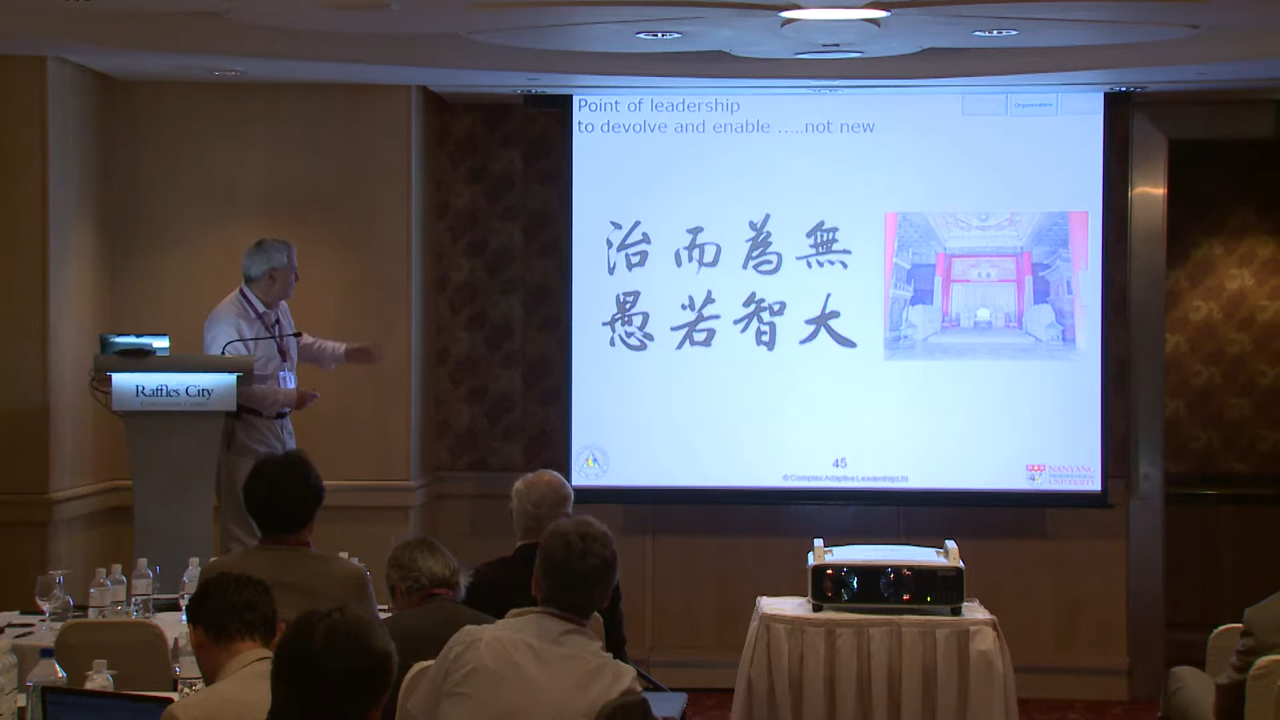 Point of leadership
to devolve and enable .....not new
Organisation
治而為無
愚若智大
45
© Complex Adaptive Leadership Ltd
NANYANG
UNIVERSITY
Raffles City